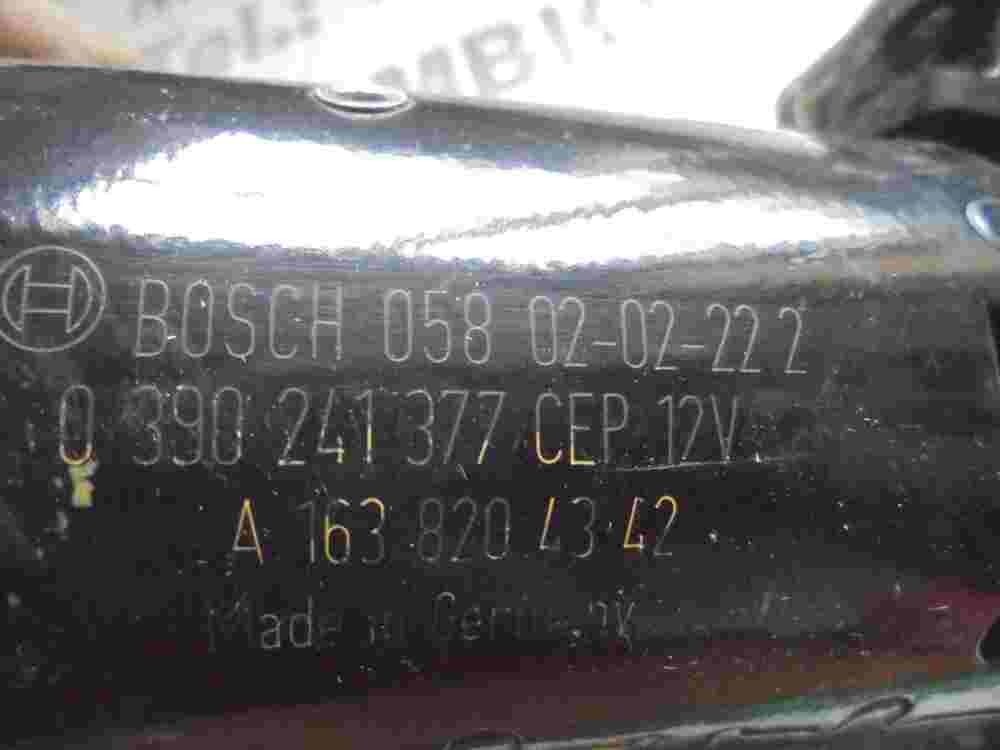 MB
BOSCH 058 02-02-22 2
0 390 241 377 CEP 12V
A 163 820 43 42
Made in Germany